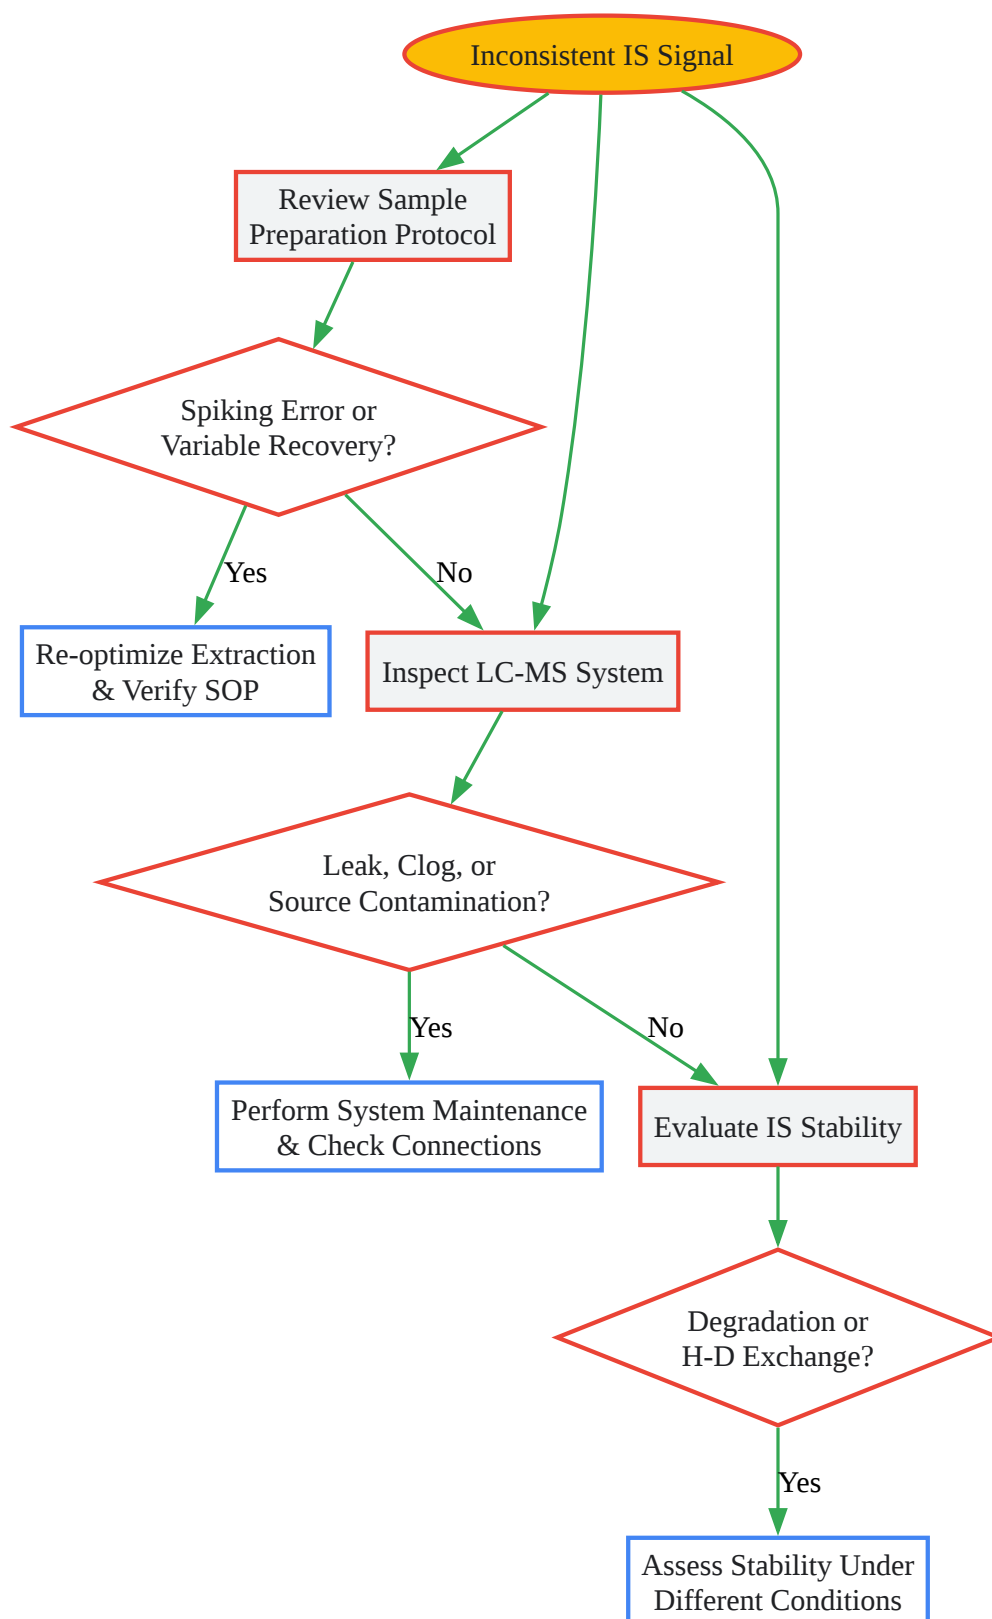 Inconsistent IS Signal
Review Sample
Preparation Protocol
Spiking Error or
Variable Recovery?
Yes
No
Re-optimize Extraction
& Verify SOP
Inspect LC-MS System
Leak, Clog, or
Source Contamination?
Yes
No
Perform System Maintenance
& Check Connections
Evaluate IS Stability
Degradation or
H-D Exchange?
Yes
Assess Stability Under
Different Conditions